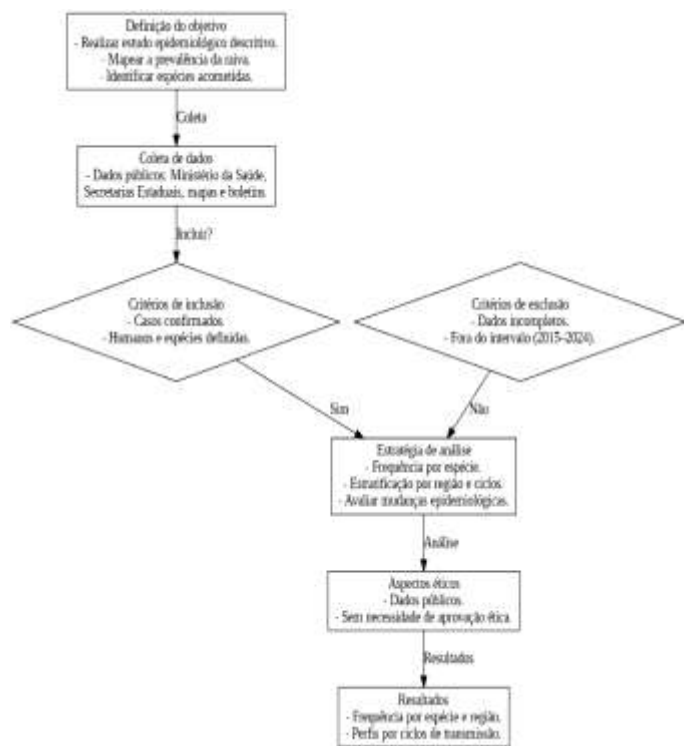 Definição do objetivo
- Realizar estudo epidemiológico descritivo.
- Mapear a prevalência da raiva.
- Identificar espécies acometidas.
Coleta
Coleta de dados
- Dados públicos: Ministério da Saúde,
Secretarias Estaduais, mapas e boletins.
Incluir?
Critérios de inclusão
- Casos confirmados.
- Humanos e espécies definidas.
Critérios de exclusão
- Dados incompletos.
- Fora do intervalo (2015–2024).
Sim
Não
Estratégia de análise
- Frequência por espécie.
- Estratificação por região e ciclos.
- Avaliar mudanças epidemiológicas.
Análise
Aspectos éticos
- Dados públicos.
- Sem necessidade de aprovação ética.
Resultados
Resultados
- Frequência por espécie e região.
- Perfis por ciclos de transmissão.